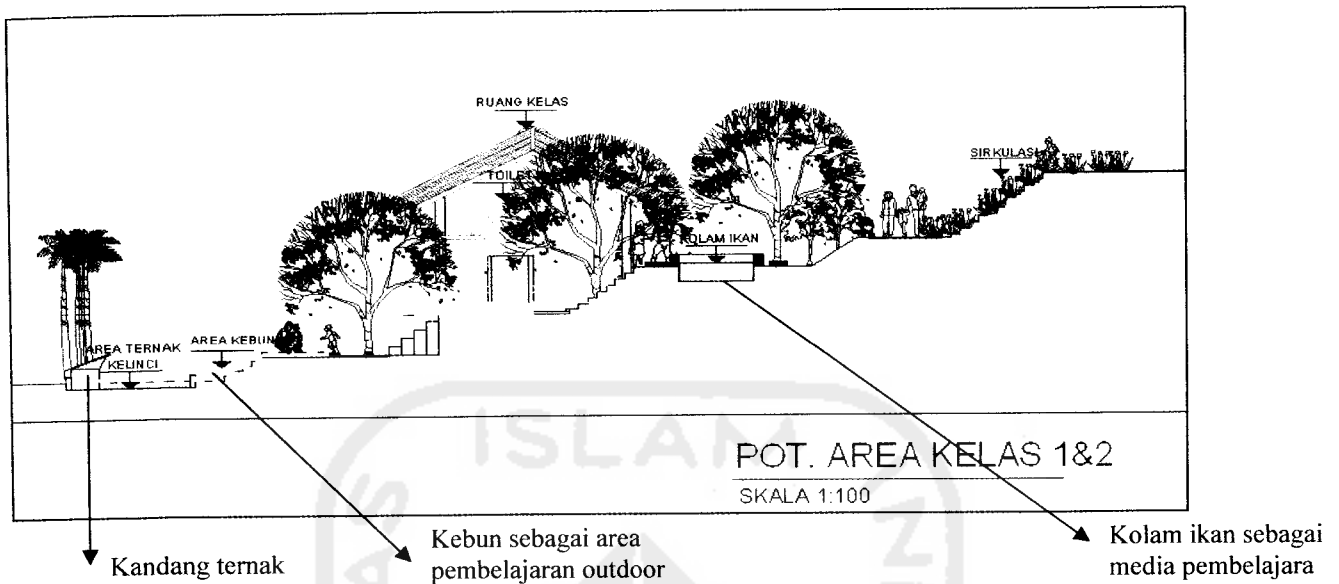 RUANG KELAS
SIRKULASI
TOILET
KOLAM IKAN
AREA TERNAK
KELINCI
AREA KEBUN
ISLAM
POT. AREA KELAS 1&2
SKALA 1:100
Kandang ternak
Kebun sebagai area
pembelajaran outdoor
Kolam ikan sebagai
media pembelajara